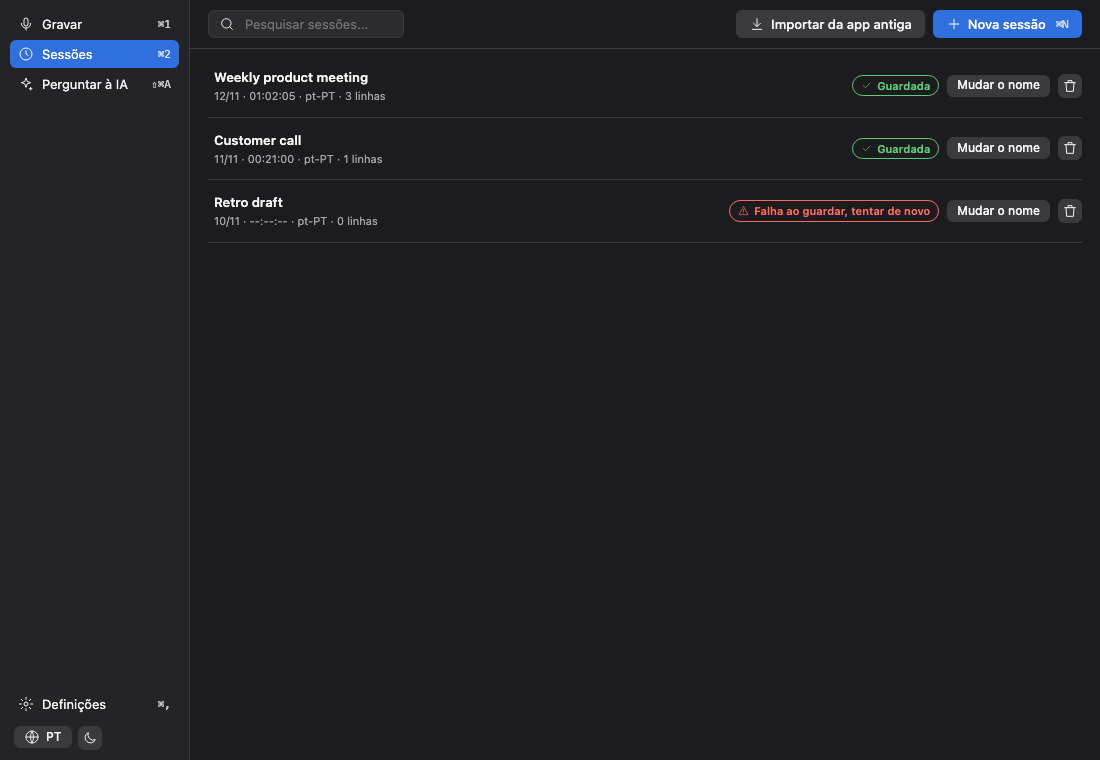 Gravar ⌘1
Sessões ⌘2
Perguntar à IA ⇧⌘A
Pesquisar sessões...
Importar da app antiga
Nova sessão ⌘N
Weekly product meeting
12/11 · 01:02:05 · pt-PT · 3 linhas
Guardada
Mudar o nome
Customer call
11/11 · 00:21:00 · pt-PT · 1 linhas
Guardada
Mudar o nome
Retro draft
10/11 · --:--:-- · pt-PT · 0 linhas
Falha ao guardar, tentar de novo
Mudar o nome
Definições ⌘,
PT